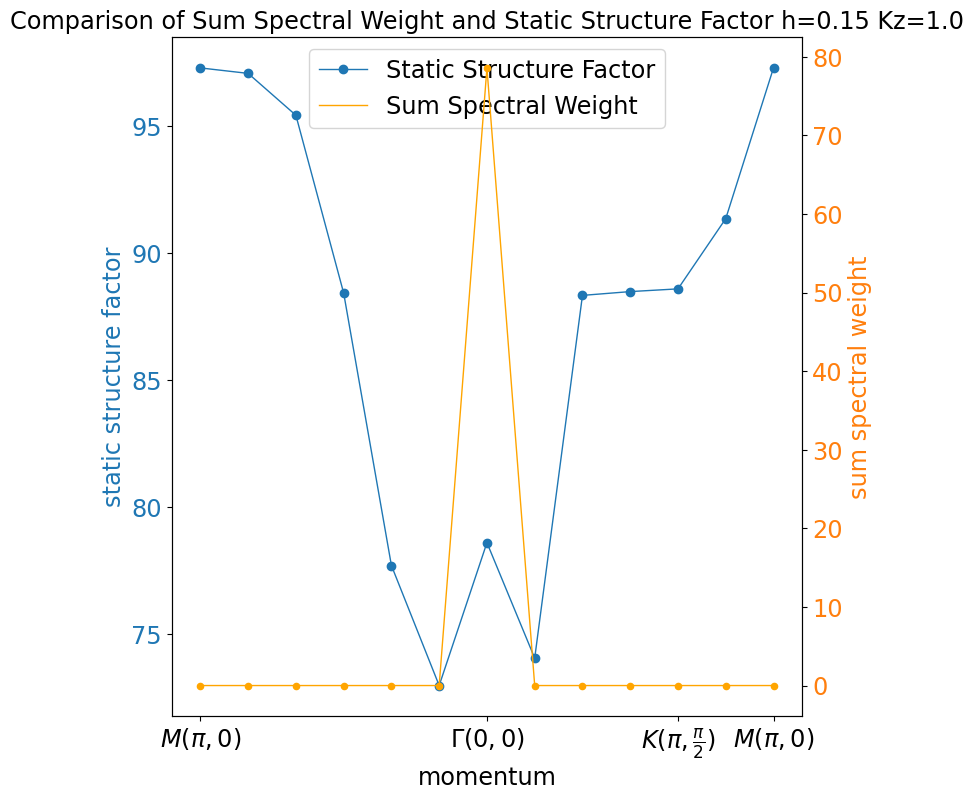 Comparison of Sum Spectral Weight and Static Structure Factor h=0.15 Kz=1.0
Static Structure Factor
Sum Spectral Weight
static structure factor
95
90
85
80
75
80
70
60
50
40
30
20
10
0
sum spectral weight
M(π, 0)
Γ(0, 0)
K(π, π/2)
M(π, 0)
momentum